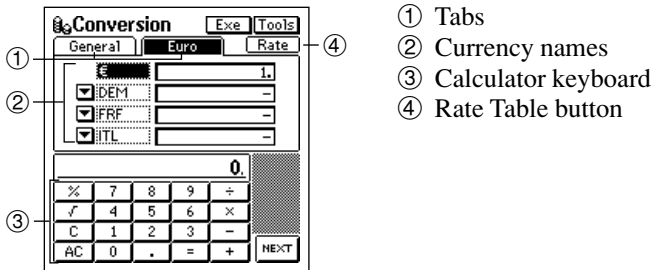 Conversion Exe Tools
General Euro Rate
€ 1.
DEM –
FRF –
ITL –
0.
% 7 8 9 ÷
√ 4 5 6 ×
C 1 2 3 –
AC 0 . = + NEXT
①
②
③
④
① Tabs
② Currency names
③ Calculator keyboard
④ Rate Table button